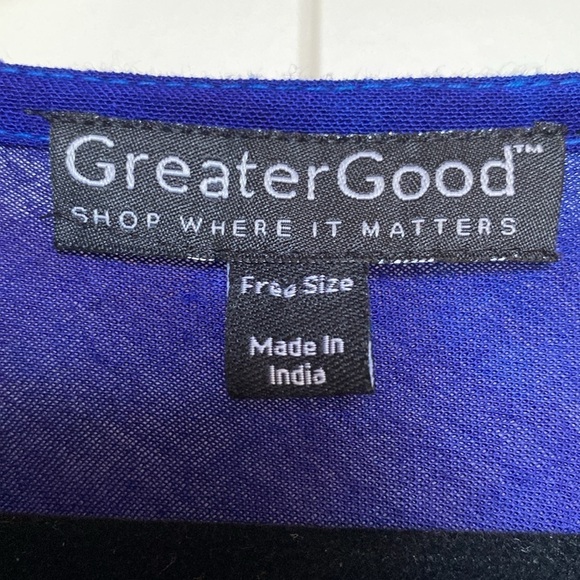 GreaterGood™
SHOP WHERE IT MATTERS
Free Size
Made In
India